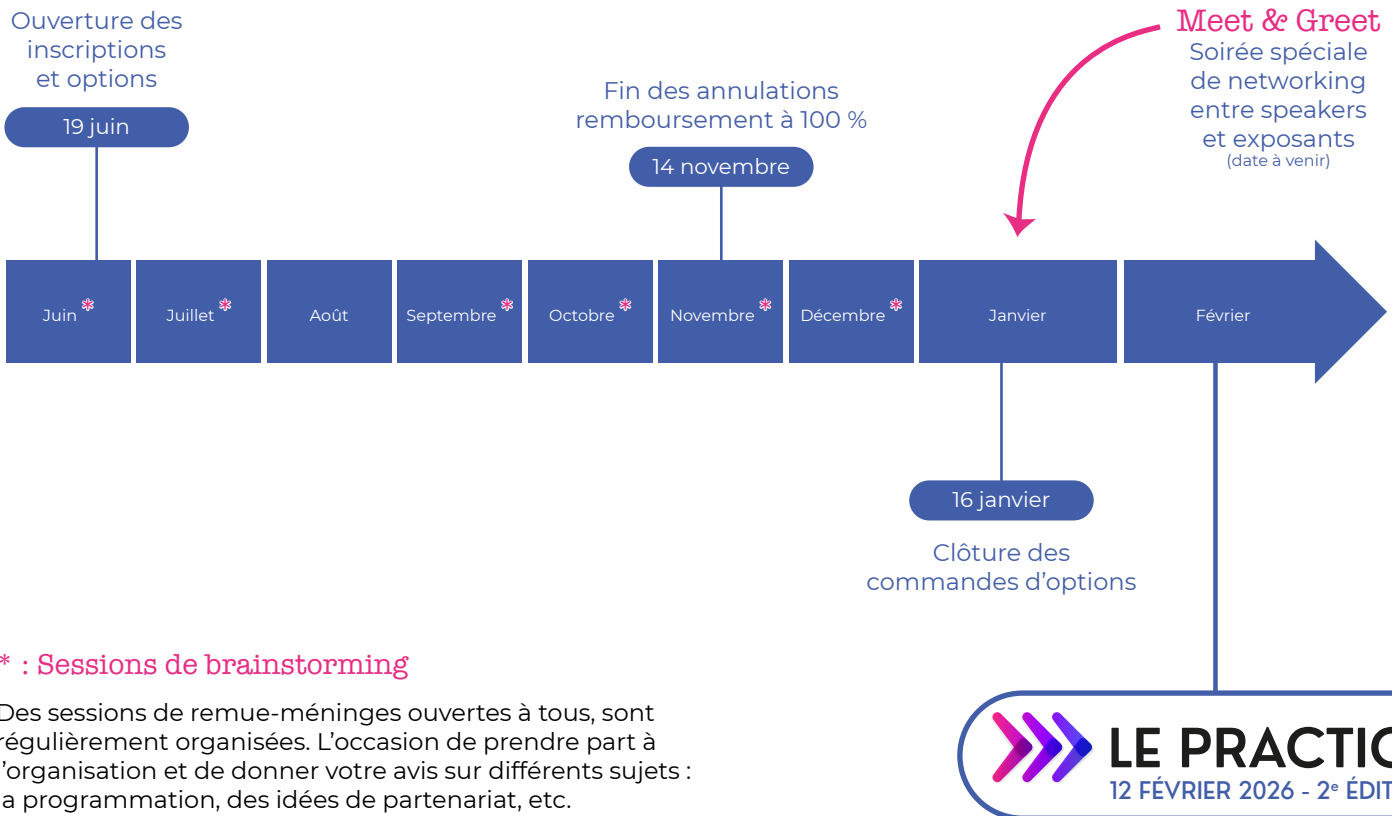 Ouverture des
inscriptions
et options
19 juin
Fin des annulations
remboursement à 100 %
14 novembre
Meet & Greet
Soirée spéciale
de networking
entre speakers
et exposants
(date à venir)
Juin *
Juillet *
Août
Septembre *
Octobre *
Novembre *
Décembre *
Janvier
Février
16 janvier
Clôture des
commandes d’options
* : Sessions de brainstorming
Des sessions de remue-méninges ouvertes à tous, sont
régulièrement organisées. L’occasion de prendre part à
l’organisation et de donner votre avis sur différents sujets :
la programmation, des idées de partenariat, etc.
LE PRACTIC
12 FÉVRIER 2026 - 2e ÉDIT